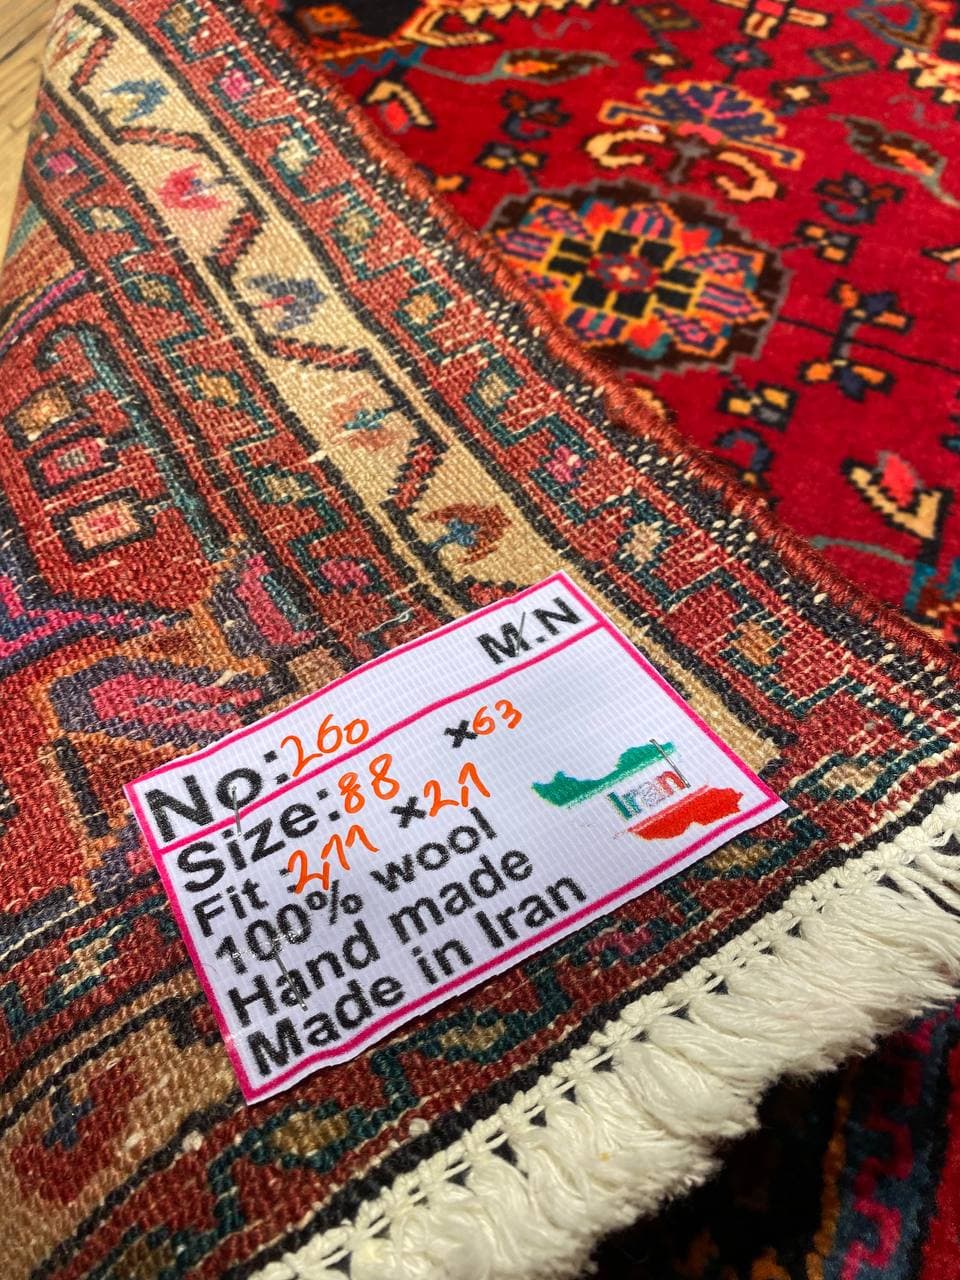 M.N
No:260
Size:88 x63
Fit :2,11 x2,1
100% wool
Hand made
Made in Iran
Iran